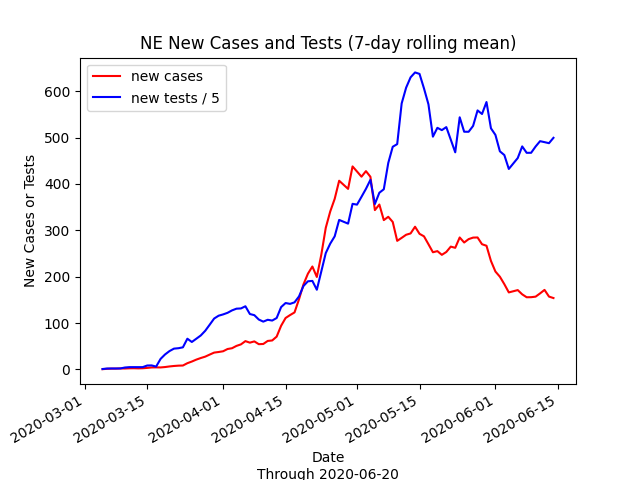 NE New Cases and Tests (7-day rolling mean)
new cases
new tests / 5
New Cases or Tests
600
500
400
300
200
100
0
2020-03-01
2020-03-15
2020-04-01
2020-04-15
2020-05-01
2020-05-15
2020-06-01
2020-06-15
Date
Through 2020-06-20